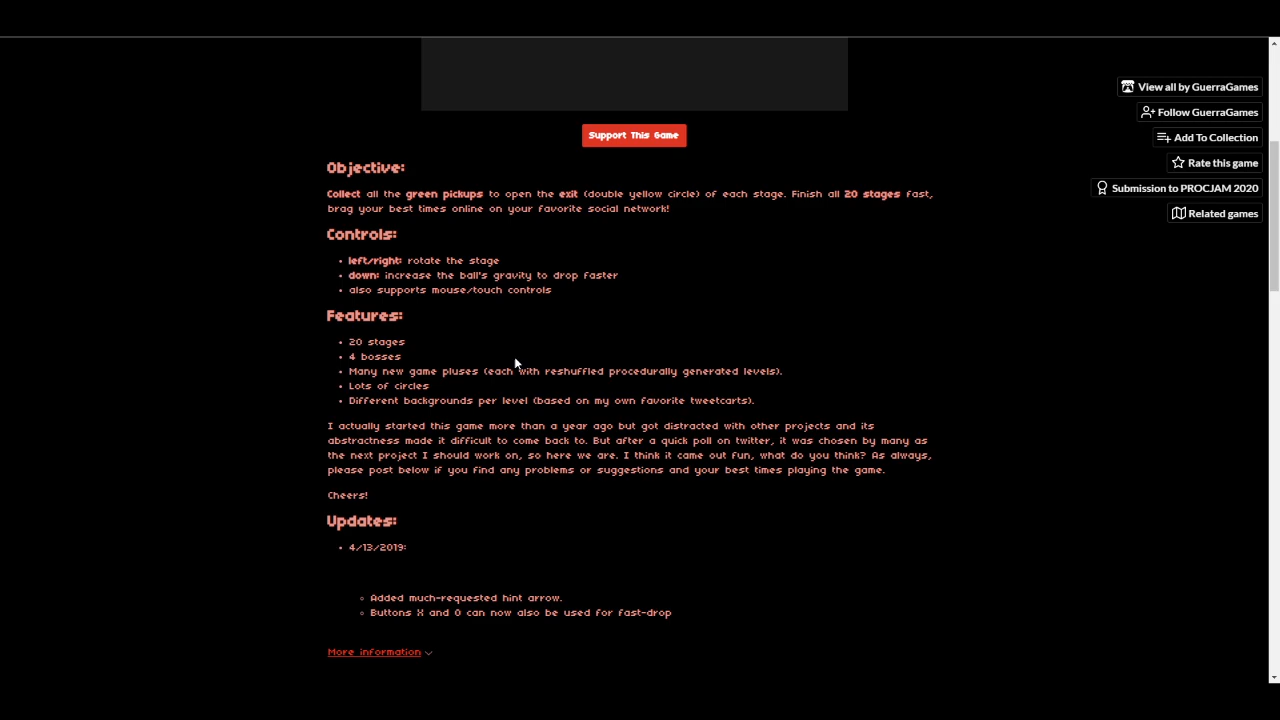 Support This Game
Objective:
Collect all the green pickups to open the exit (double yellow circle) of each stage. Finish all 20 stages fast,
brag your best times online on your favorite social network!
Controls:
• left/right: rotate the stage
• down: increase the ball's gravity to drop faster
• also supports mouse/touch controls
Features:
• 20 stages
• 4 bosses
• Many new game pluses (each with reshuffled procedurally generated levels).
• Lots of circles
• Different backgrounds per level (based on my own favorite tweetcarts).
I actually started this game more than a year ago but got distracted with other projects and its
abstractness made it difficult to come back to. But after a quick poll on twitter, it was chosen by many as
the next project I should work on, so here we are. I think it came out fun, what do you think? As always,
please post below if you find any problems or suggestions and your best times playing the game.
Cheers!
Updates:
• 4/13/2019:
◦ Added much-requested hint arrow.
◦ Buttons X and O can now also be used for fast-drop
More information
View all by GuerraGames
Follow GuerraGames
Add To Collection
Rate this game
Submission to PROCJAM 2020
Related games